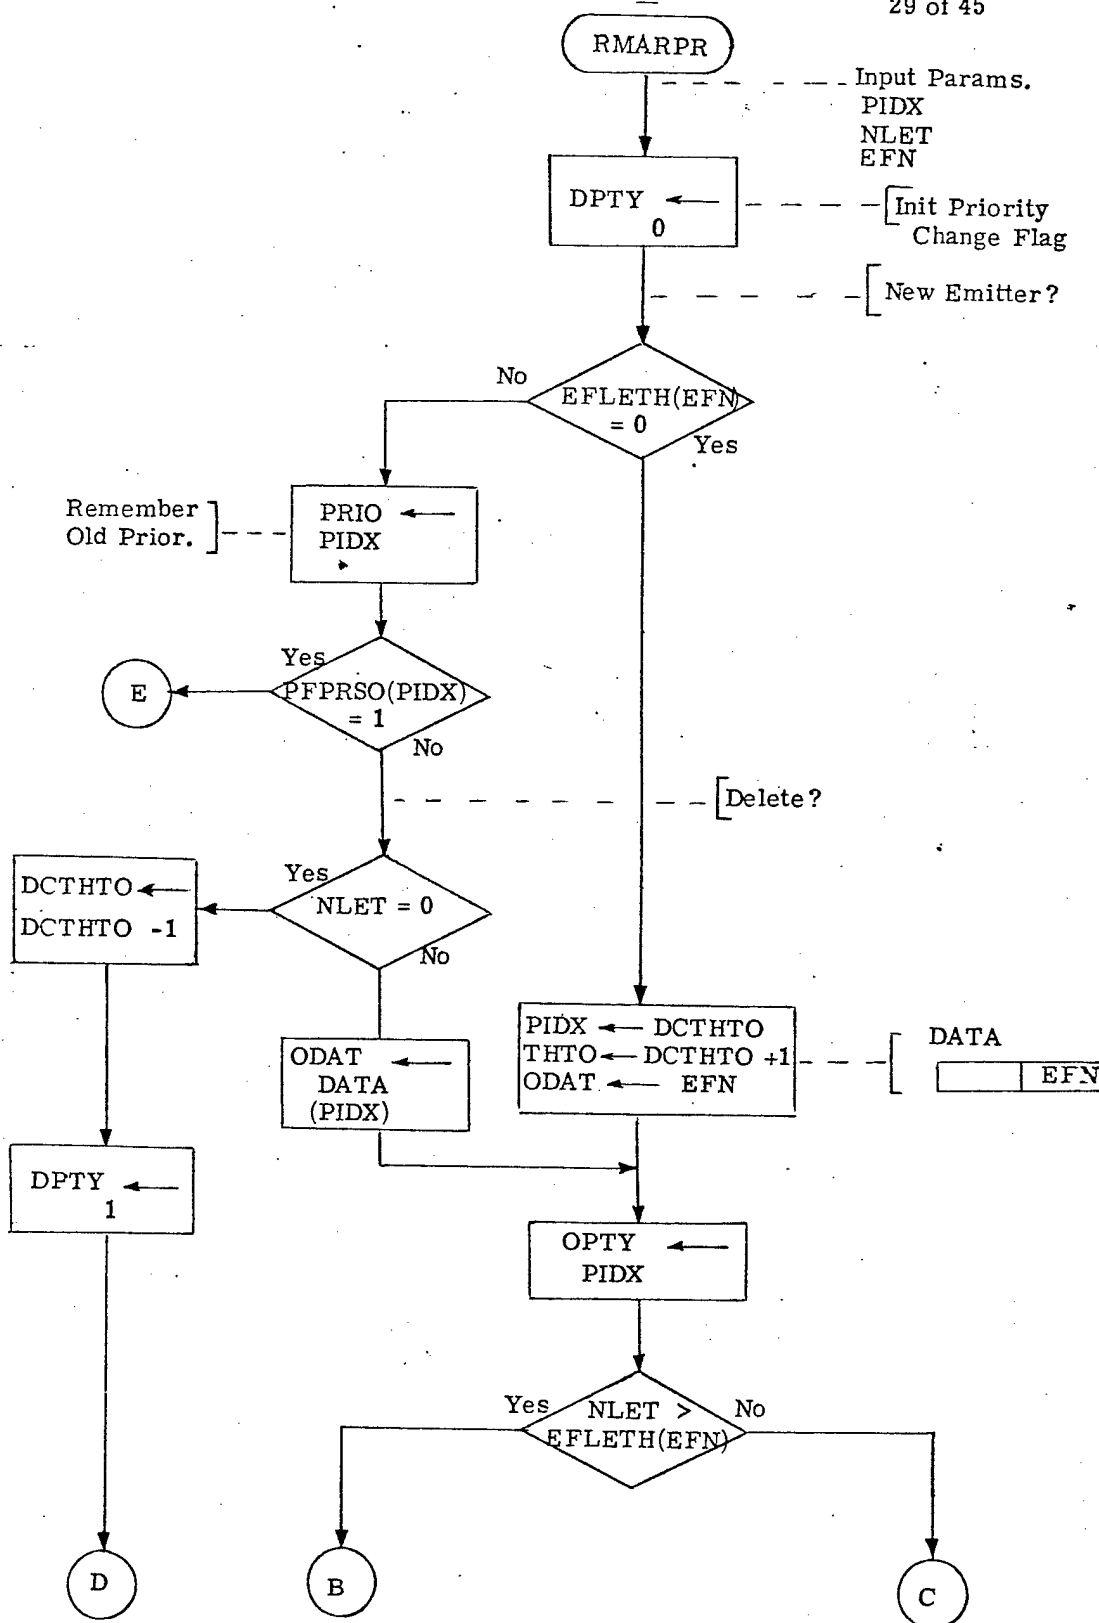 29 of 45
RMARPR
Input Params.
PIDX
NLET
EFN
DPTY ←
0
Init Priority
Change Flag
New Emitter?
No
EFLETH(EFN)
= 0
Yes
Remember
Old Prior.
PRIO ←
PIDX
Yes
E
PFPRSO(PIDX)
= 1
No
Delete?
Yes
DCTHTO ←
DCTHTO -1
NLET = 0
No
ODAT ←
DATA
(PIDX)
PIDX ← DCTHTO
THTO ← DCTHTO +1
ODAT ← EFN
DATA
EFN
DPTY ←
1
OPTY ←
PIDX
Yes
NLET >
EFLETH(EFN)
No
D
B
C